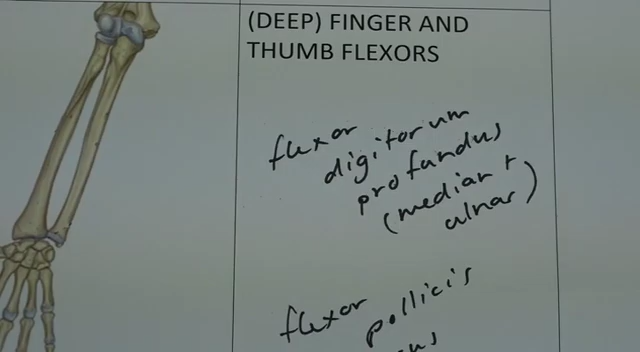 (DEEP) FINGER AND
THUMB FLEXORS
flexor
digitorum
profundus
(median +
ulnar)
flexor
pollicis